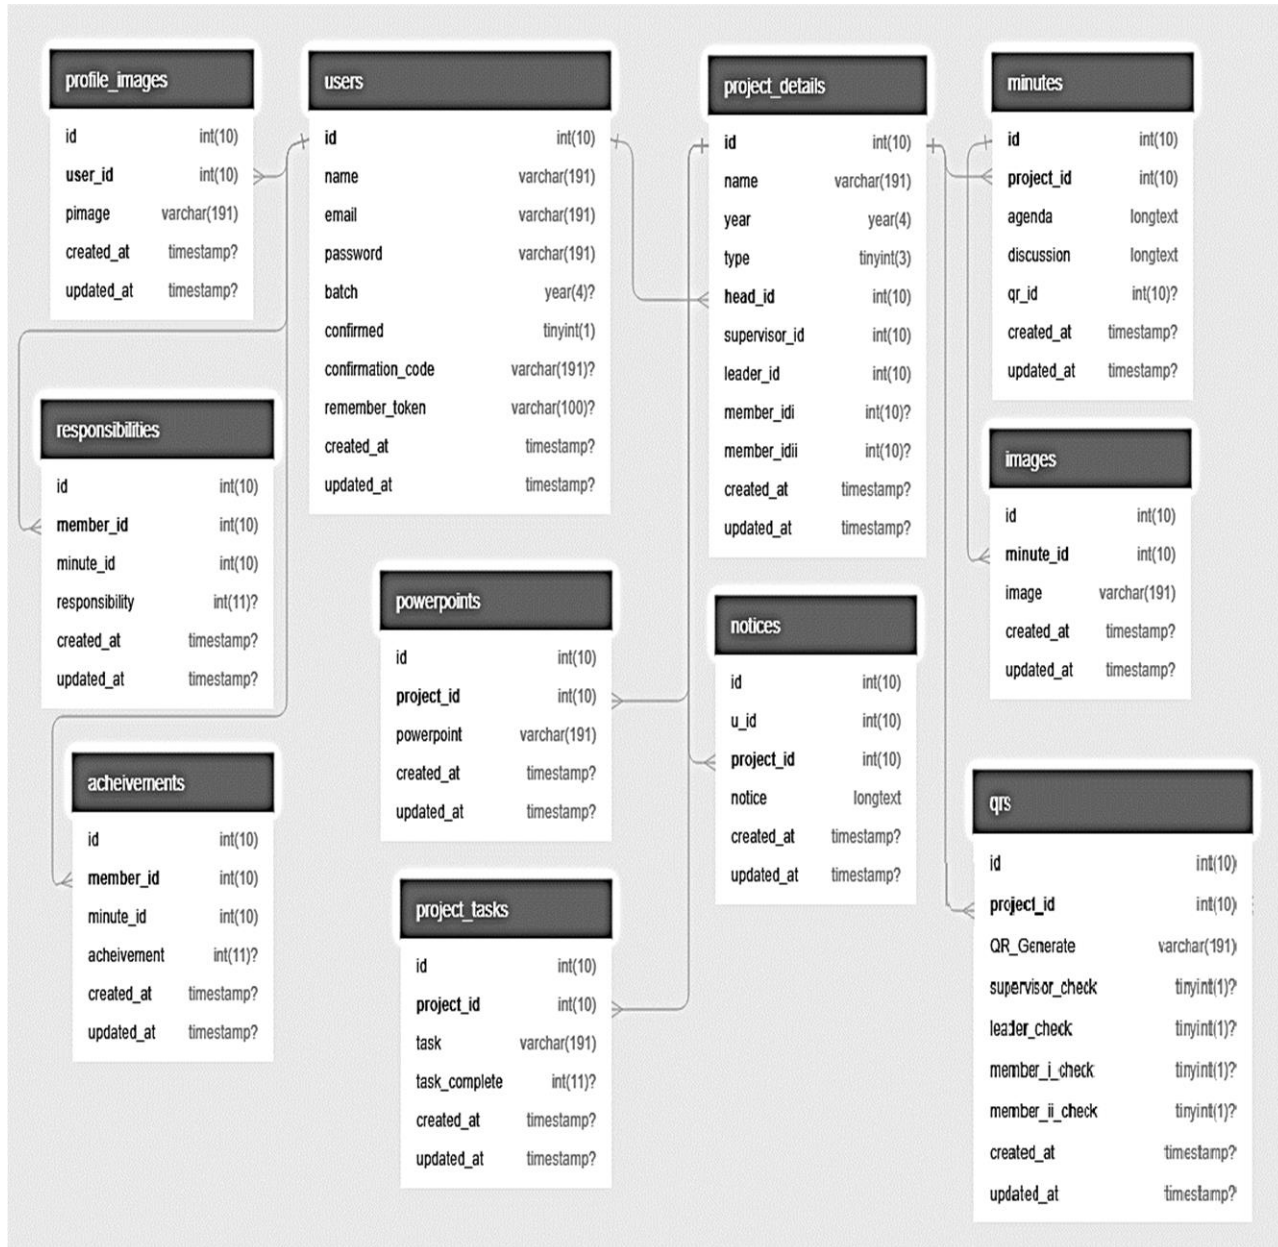 profile_images
id int(10)
user_id int(10)
pimage varchar(191)
created_at timestamp?
updated_at timestamp?
users
id int(10)
name varchar(191)
email varchar(191)
password varchar(191)
batch year(4)?
confirmed tinyint(1)
confirmation_code varchar(191)?
remember_token varchar(100)?
created_at timestamp?
updated_at timestamp?
project_details
id int(10)
name varchar(191)
year year(4)
type tinyint(3)
head_id int(10)
supervisor_id int(10)
leader_id int(10)
member_idi int(10)?
member_idii int(10)?
created_at timestamp?
updated_at timestamp?
minutes
id int(10)
project_id int(10)
agenda longtext
discussion longtext
qr_id int(10)?
created_at timestamp?
updated_at timestamp?
responsibilities
id int(10)
member_id int(10)
minute_id int(10)
responsibility int(11)?
created_at timestamp?
updated_at timestamp?
images
id int(10)
minute_id int(10)
image varchar(191)
created_at timestamp?
updated_at timestamp?
powerpoints
id int(10)
project_id int(10)
powerpoint varchar(191)
created_at timestamp?
updated_at timestamp?
notices
id int(10)
u_id int(10)
project_id int(10)
notice longtext
created_at timestamp?
updated_at timestamp?
acheivements
id int(10)
member_id int(10)
minute_id int(10)
acheivement int(11)?
created_at timestamp?
updated_at timestamp?
project_tasks
id int(10)
project_id int(10)
task varchar(191)
task_complete int(11)?
created_at timestamp?
updated_at timestamp?
qrs
id int(10)
project_id int(10)
QR_Generate varchar(191)
supervisor_check tinyint(1)?
leader_check tinyint(1)?
member_i_check tinyint(1)?
member_ii_check tinyint(1)?
created_at timestamp?
updated_at timestamp?